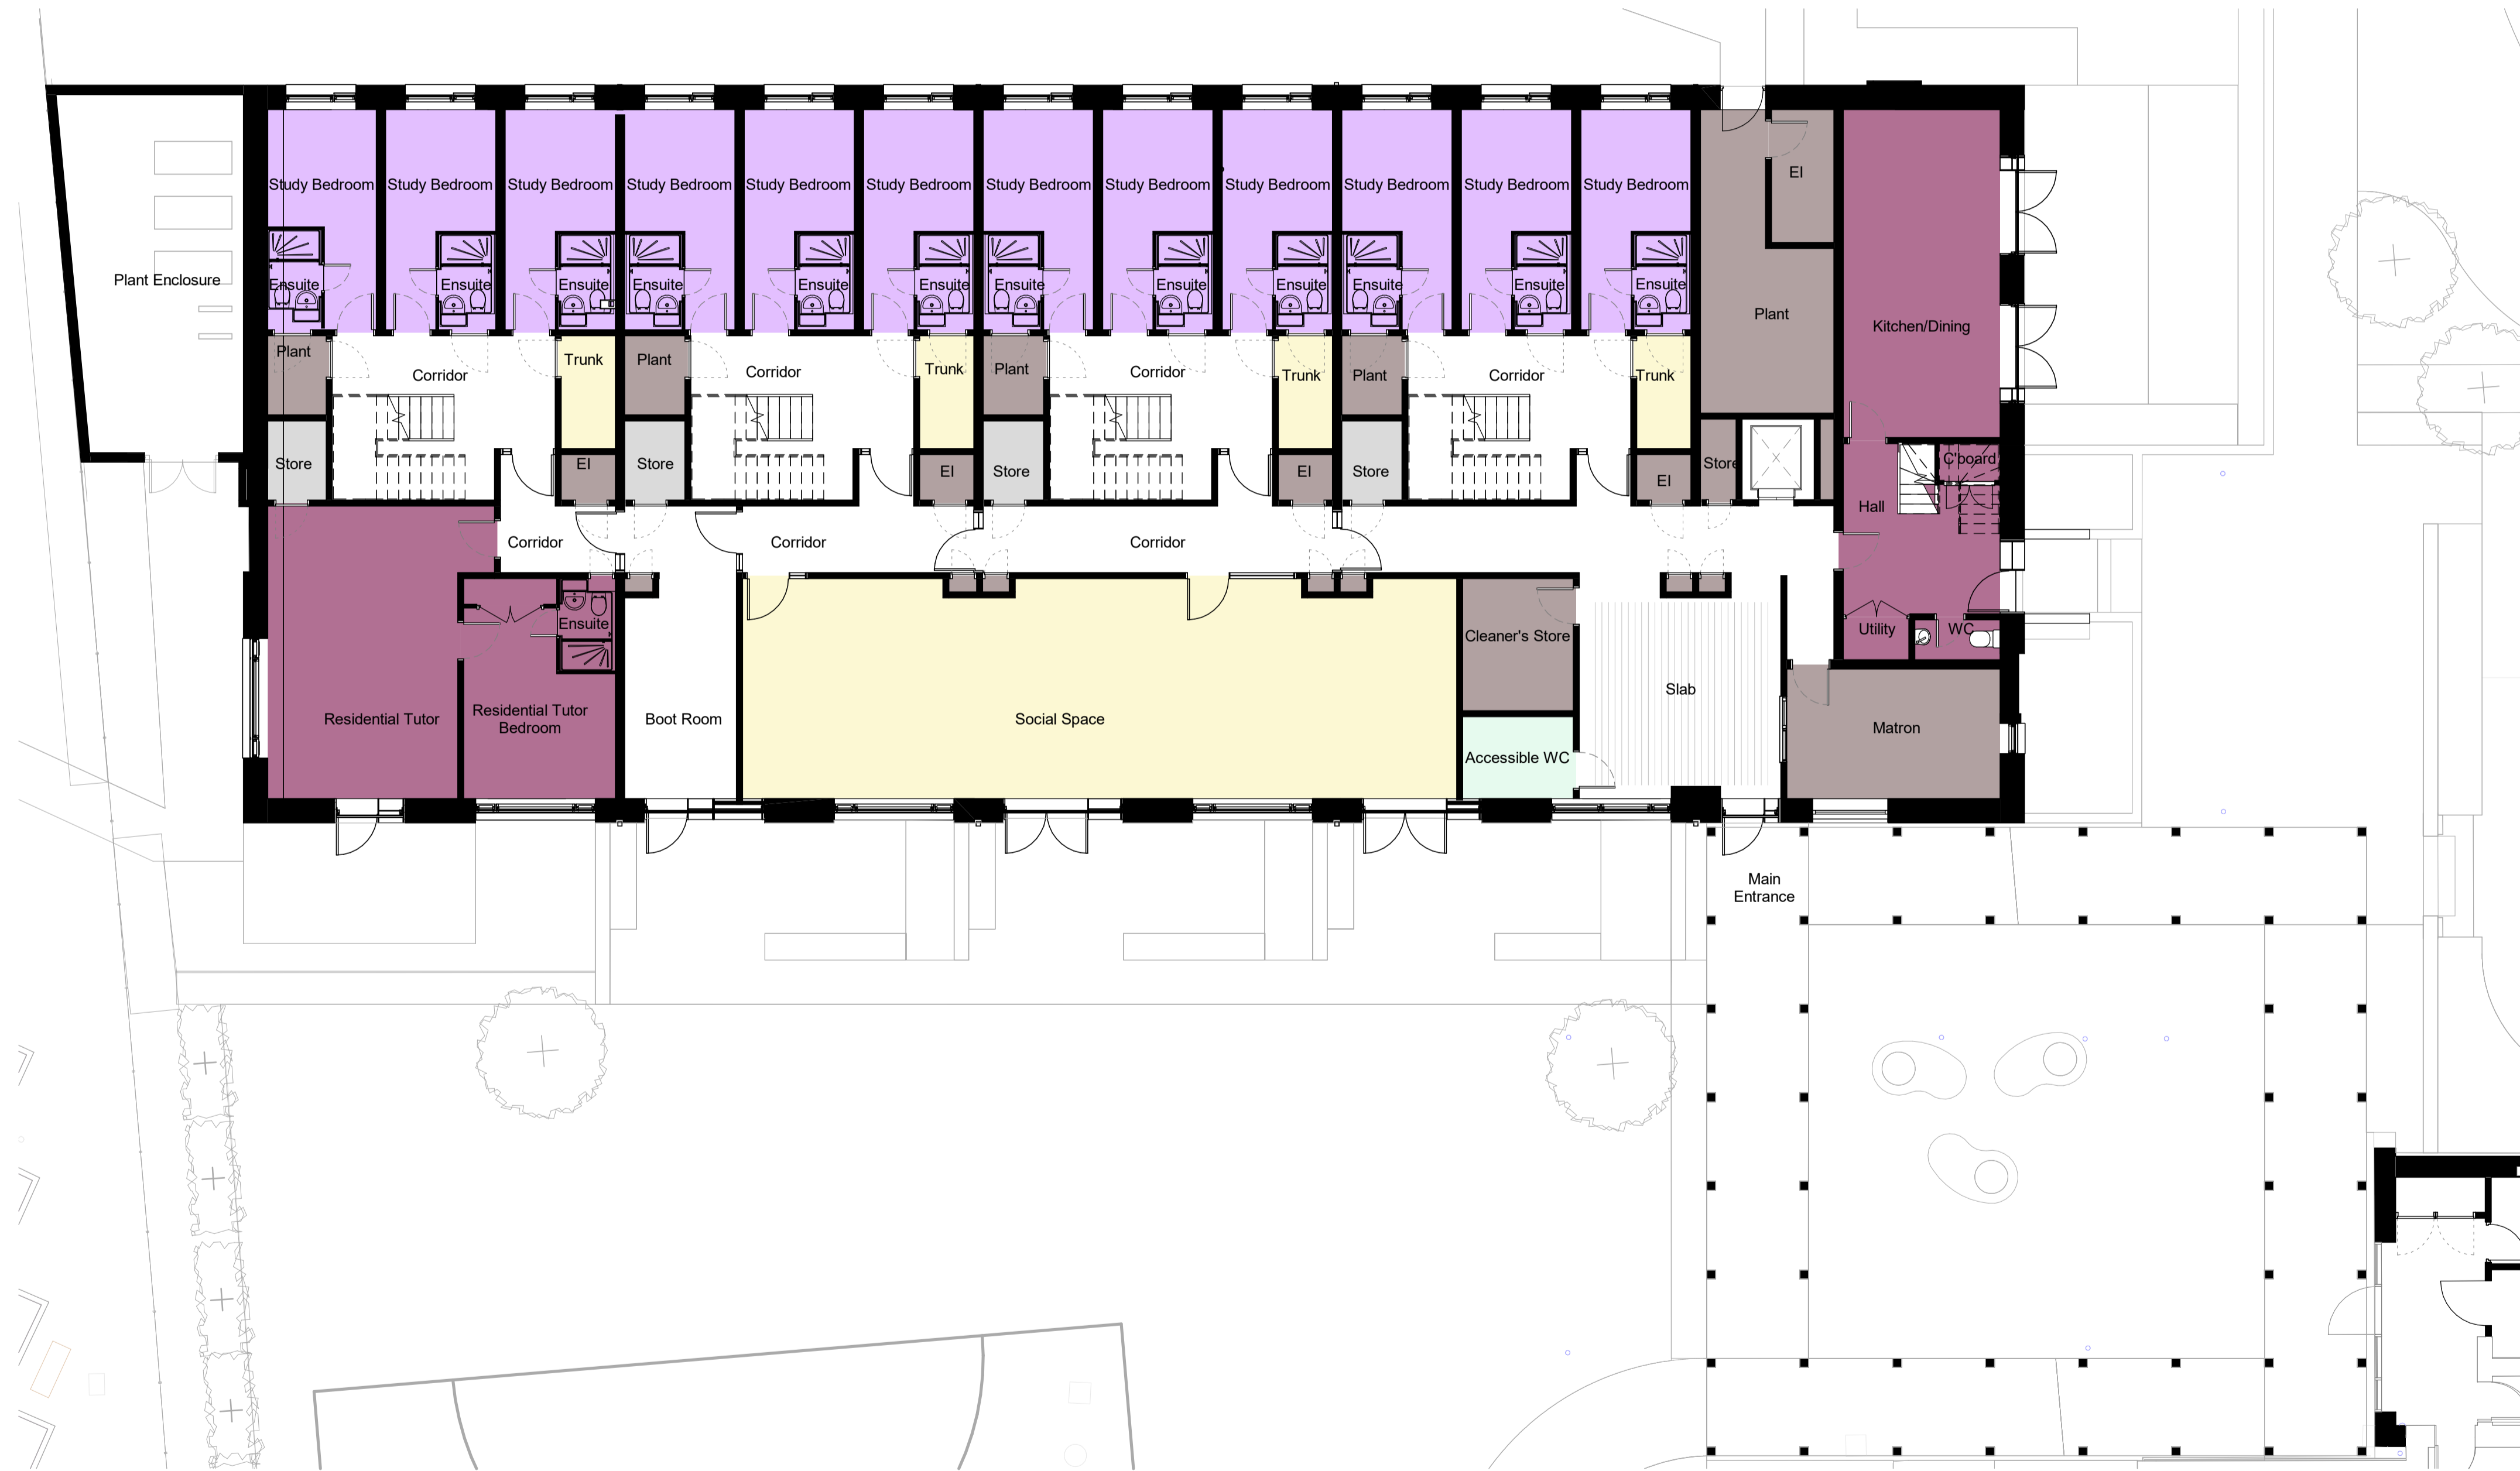 Study Bedroom
Study Bedroom
Study Bedroom
Study Bedroom
Study Bedroom
Study Bedroom
Study Bedroom
Study Bedroom
Study Bedroom
Study Bedroom
Study Bedroom
Study Bedroom
EI
Plant Enclosure
Ensuite
Ensuite
Ensuite
Ensuite
Ensuite
Ensuite
Ensuite
Ensuite
Ensuite
Ensuite
Ensuite
Ensuite
Plant
Kitchen/Dining
Plant
Corridor
Trunk
Plant
Corridor
Trunk
Plant
Corridor
Trunk
Plant
Corridor
Trunk
Store
EI
Store
EI
Store
EI
Store
EI
Store
C'board
Hall
Corridor
Corridor
Corridor
Ensuite
Cleaner's Store
Utility
WC
Residential Tutor
Residential Tutor
Bedroom
Boot Room
Social Space
Slab
Matron
Accessible WC
Main
Entrance